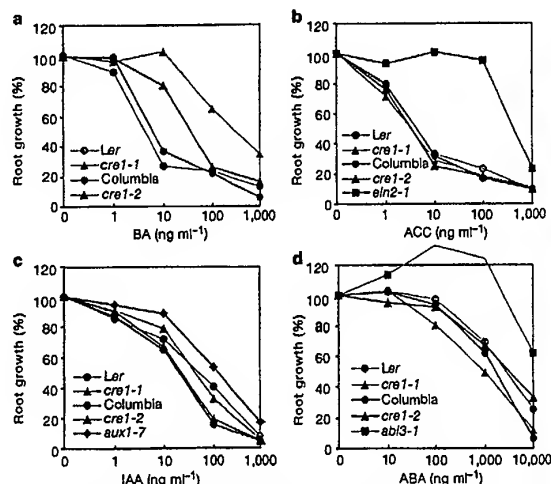 a
Root growth (%)
120
100
80
60
40
20
0
Ler
cre1-1
Columbia
cre1-2
0 1 10 100 1,000
BA (ng ml⁻¹)
b
Root growth (%)
120
100
80
60
40
20
0
Ler
cre1-1
Columbia
cre1-2
ein2-1
0 1 10 100 1,000
ACC (ng ml⁻¹)
c
Root growth (%)
120
100
80
60
40
20
0
Ler
cre1-1
Columbia
cre1-2
aux1-7
0 1 10 100 1,000
IAA (ng ml⁻¹)
d
Root growth (%)
120
100
80
60
40
20
0
Ler
cre1-1
Columbia
cre1-2
abi3-1
0 10 100 1,000 10,000
ABA (ng ml⁻¹)